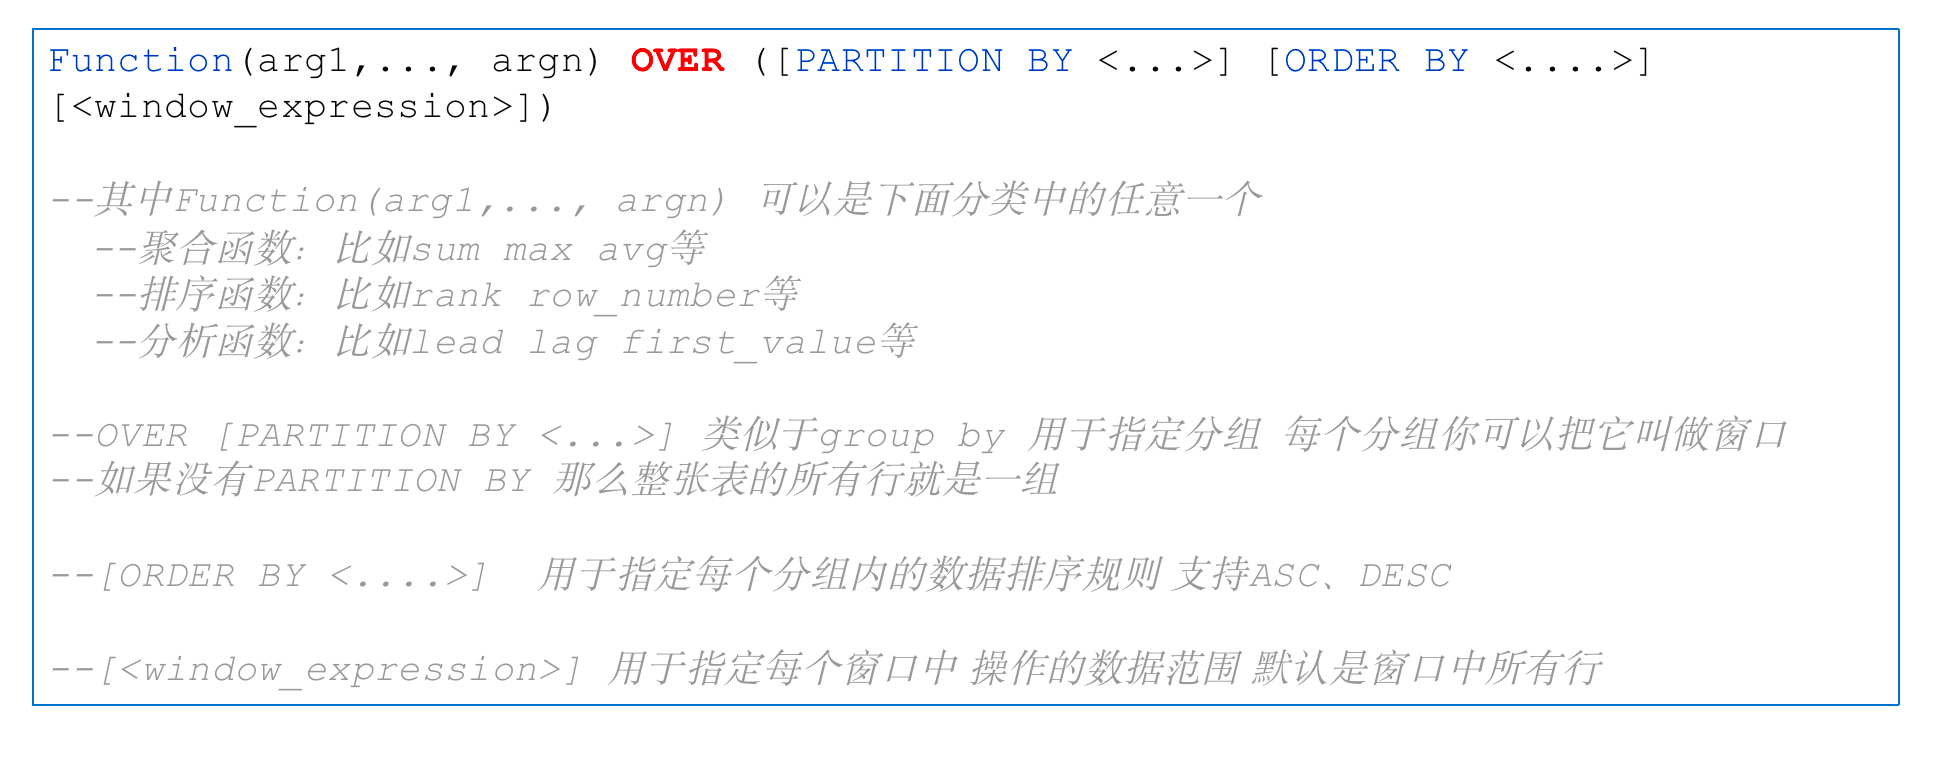 Function(arg1,..., argn) OVER ([PARTITION BY <...>] [ORDER BY <....>]
[<window_expression>])
--其中Function(arg1,..., argn) 可以是下面分类中的任意一个
--聚合函数：比如sum max avg等
--排序函数：比如rank row_number等
--分析函数：比如lead lag first_value等
--OVER [PARTITION BY <...>] 类似于group by 用于指定分组 每个分组你可以把它叫做窗口
--如果没有PARTITION BY 那么整张表的所有行就是一组
--[ORDER BY <....>] 用于指定每个分组内的数据排序规则 支持ASC、DESC
--[<window_expression>] 用于指定每个窗口中 操作的数据范围 默认是窗口中所有行